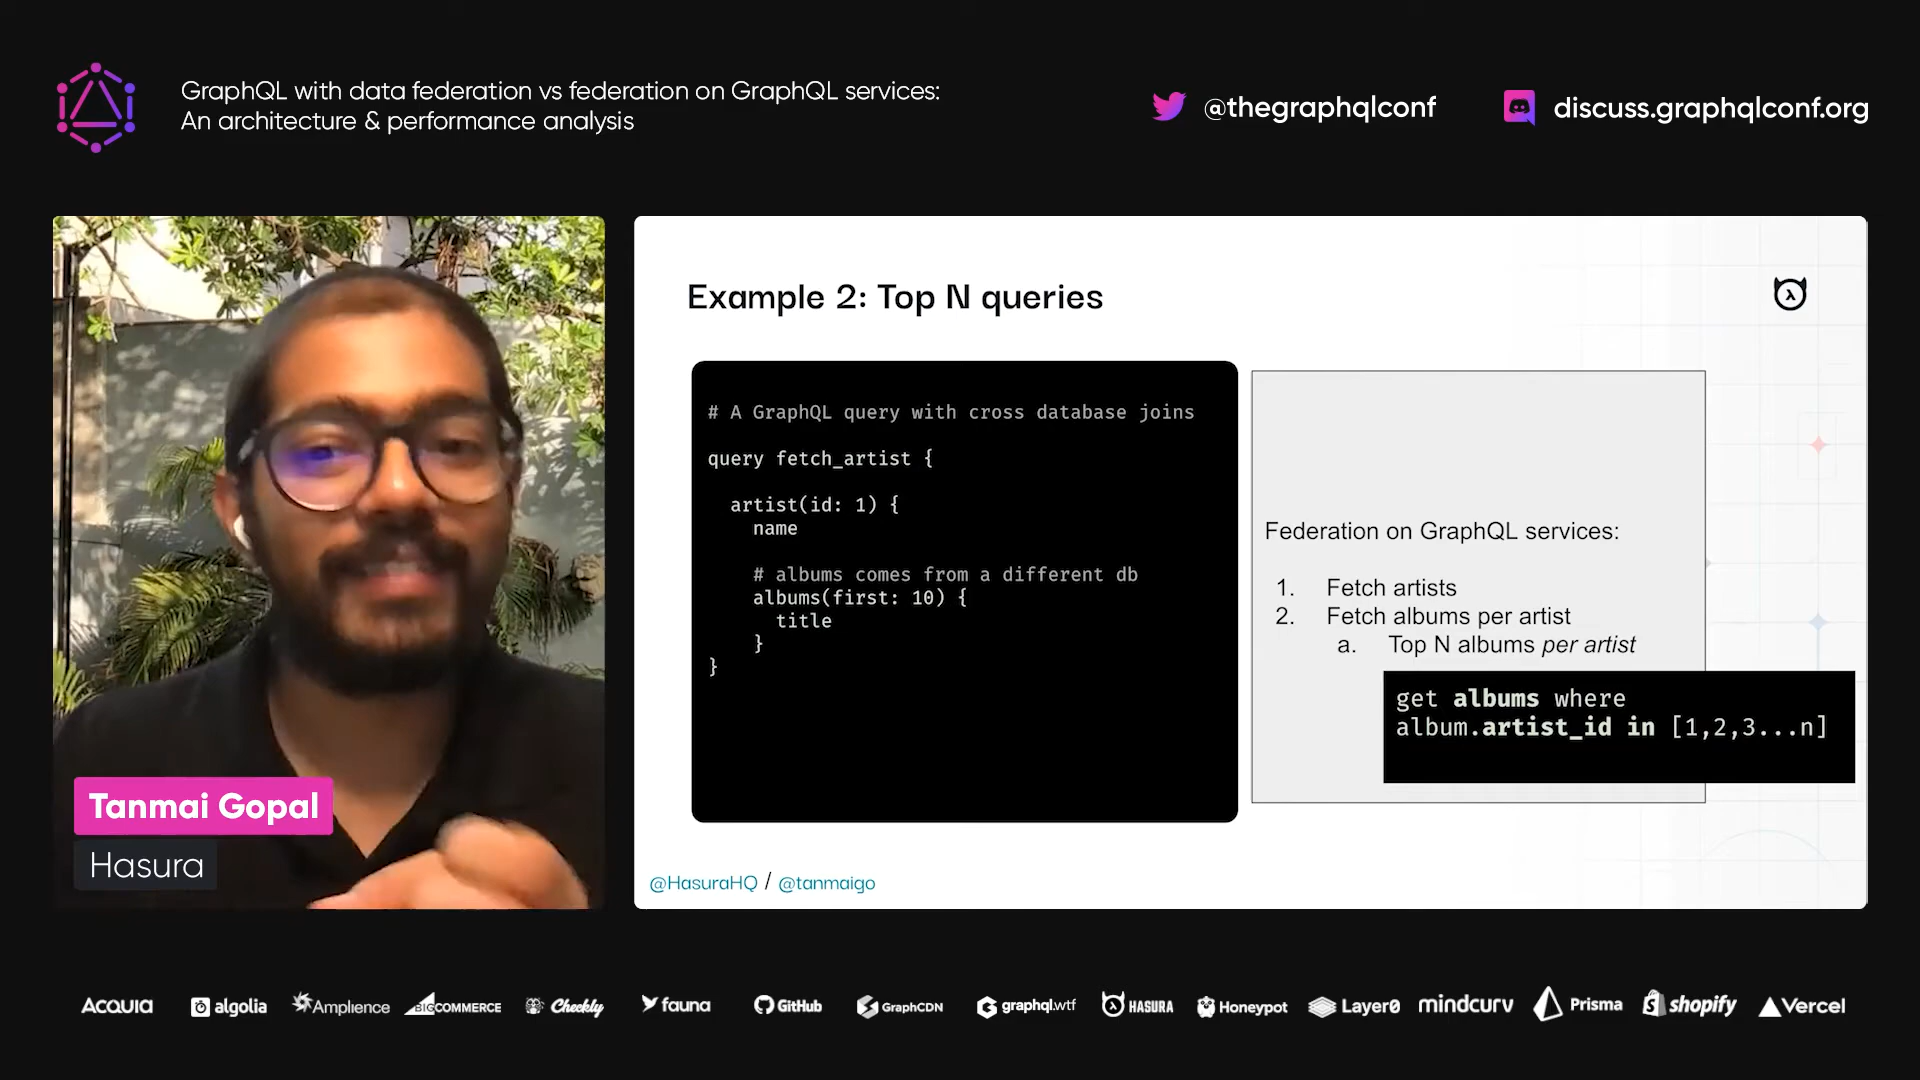 GraphQL with data federation vs federation on GraphQL services:
An architecture & performance analysis
@thegraphqlconf
discuss.graphqlconf.org
Example 2: Top N queries
# A GraphQL query with cross database joins
query fetch_artist {
artist(id: 1) {
name
# albums comes from a different db
albums(first: 10) {
title
}
}
Federation on GraphQL services:
1. Fetch artists
2. Fetch albums per artist
a. Top N albums per artist
get albums where
album.artist_id in [1,2,3...n]
Tanmai Gopal
Hasura
@HasuraHQ / @tanmaigo
ACQUIA
algolia
Amplience
BIGCOMMERCE
Checkly
fauna
GitHub
GraphCDN
graphql.wtf
HASURA
Honeypot
Layer0
mindcurv
Prisma
shopify
Vercel